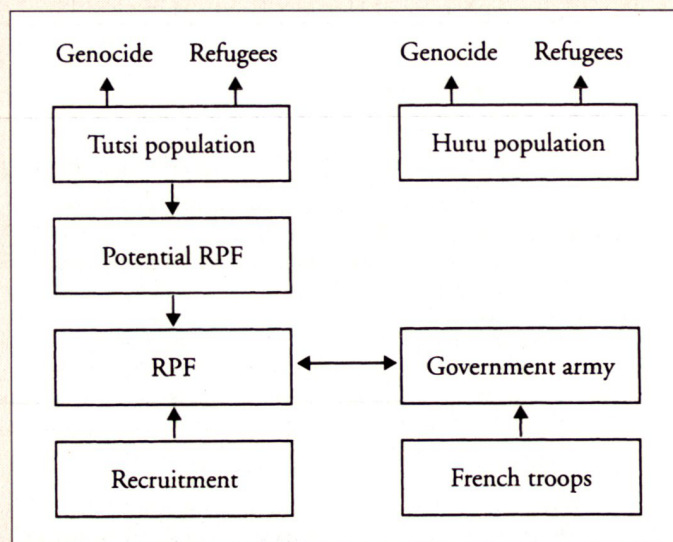 Genocide Refugees Genocide Refugees
Tutsi population Hutu population
Potential RPF
RPF Government army
Recruitment French troops